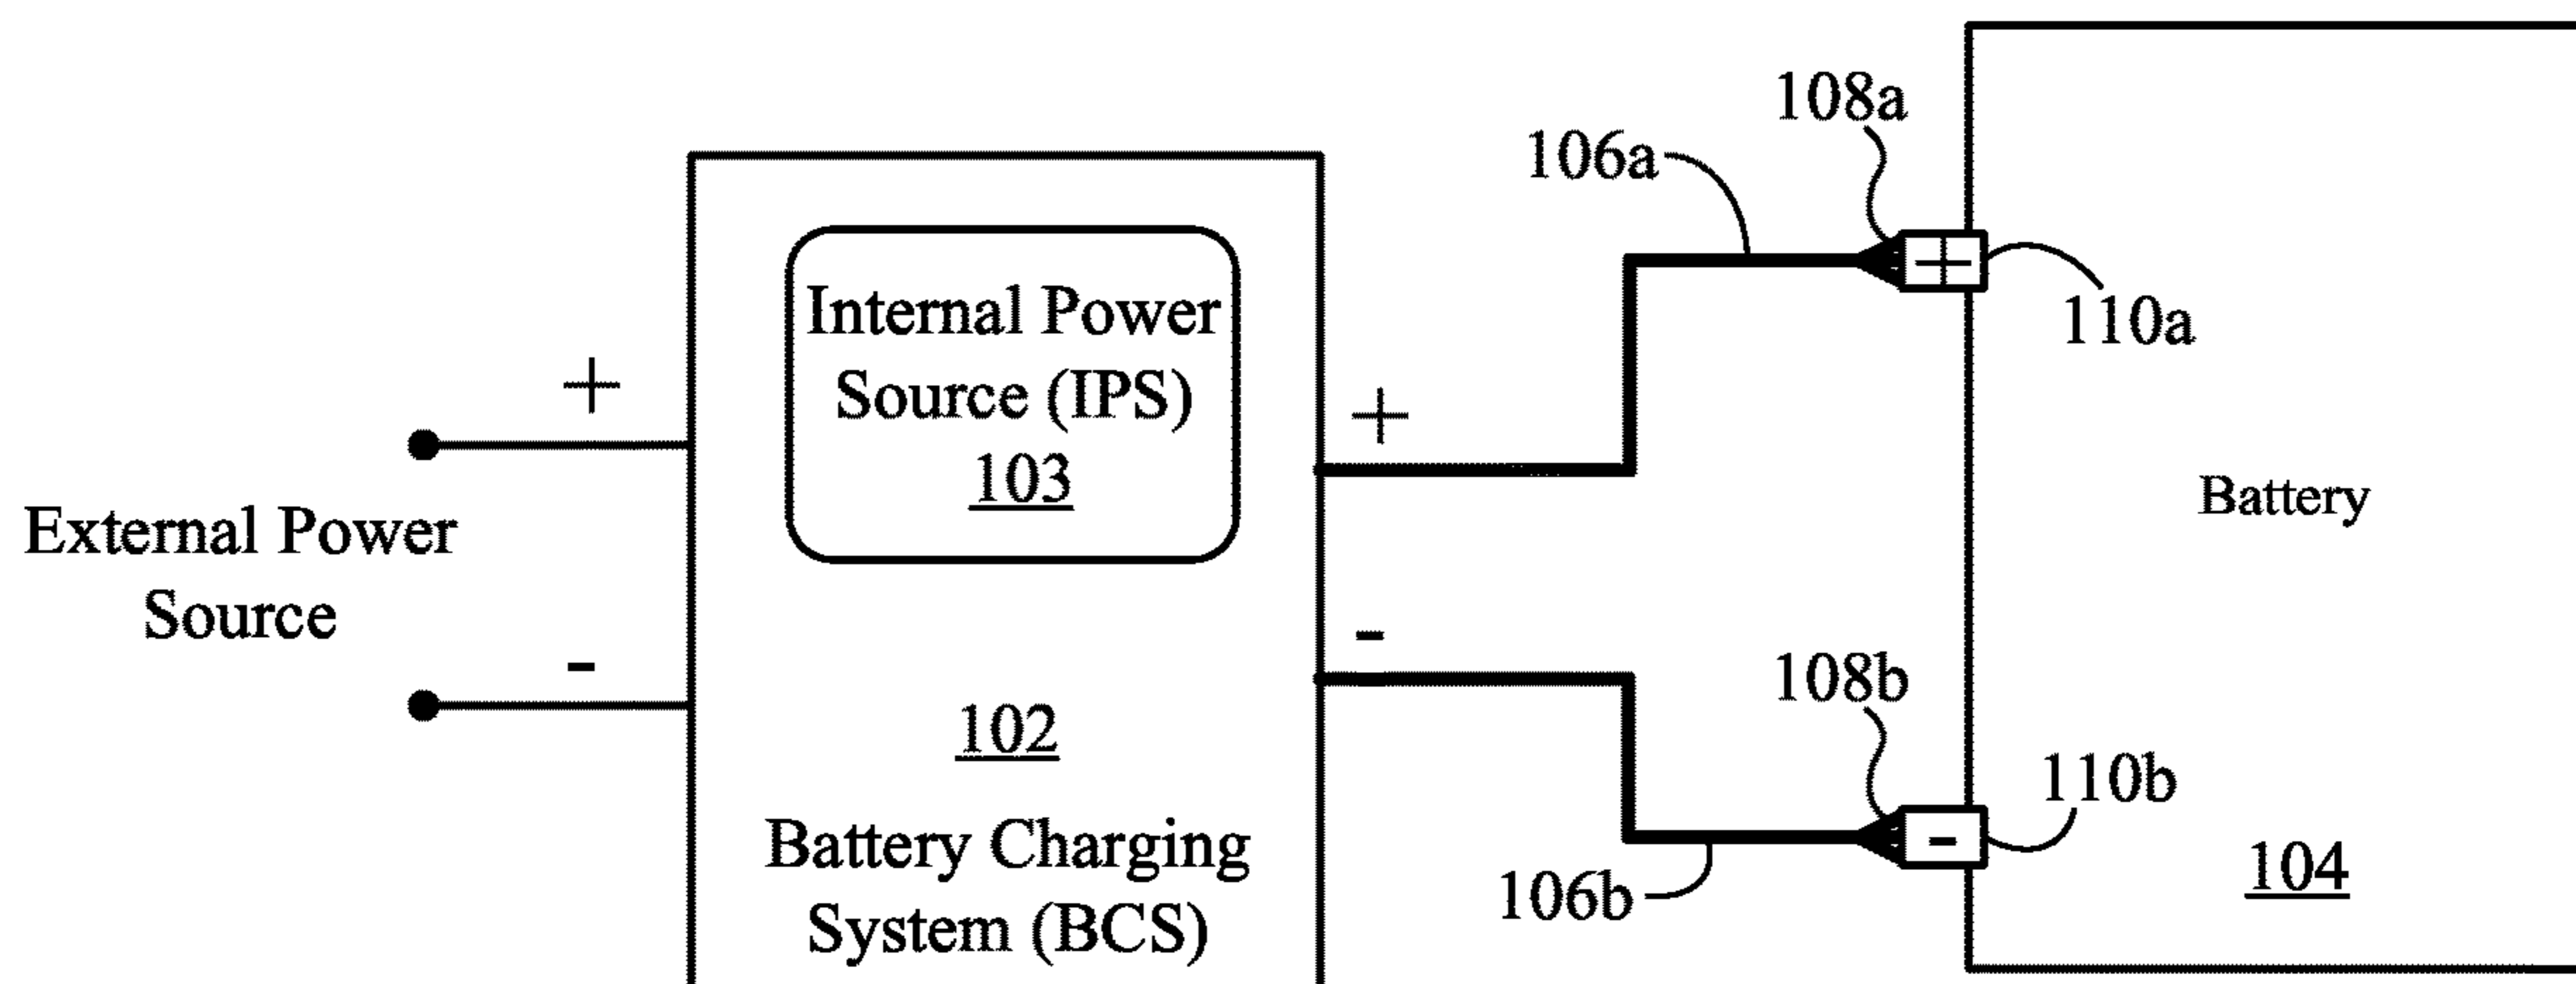 108a
106a
Internal Power
Source (IPS)
103
+
+
+
110a
External Power
Source
Battery
-
-
108b
102
110b
Battery Charging
System (BCS)
-
106b
104